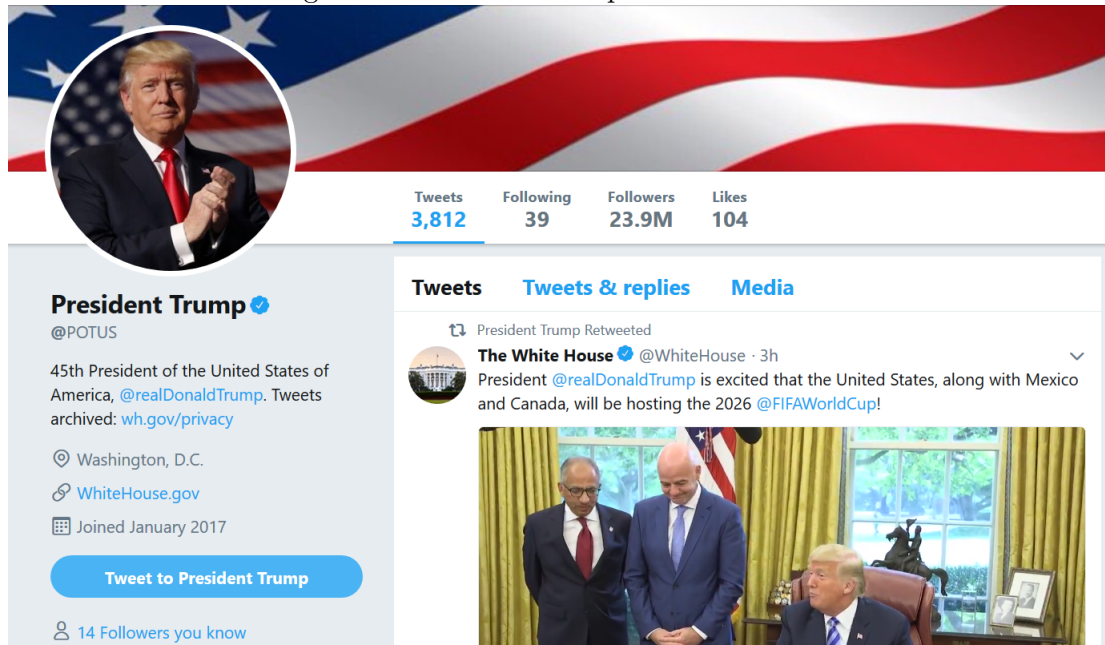 Tweets Following Followers Likes
3,812 39 23.9M 104
President Trump
@POTUS
45th President of the United States of
America, @realDonaldTrump. Tweets
archived: wh.gov/privacy
Washington, D.C.
WhiteHouse.gov
Joined January 2017
Tweet to President Trump
14 Followers you know
Tweets Tweets & replies Media
President Trump Retweeted
The White House @WhiteHouse · 3h
President @realDonaldTrump is excited that the United States, along with Mexico
and Canada, will be hosting the 2026 @FIFAWorldCup!